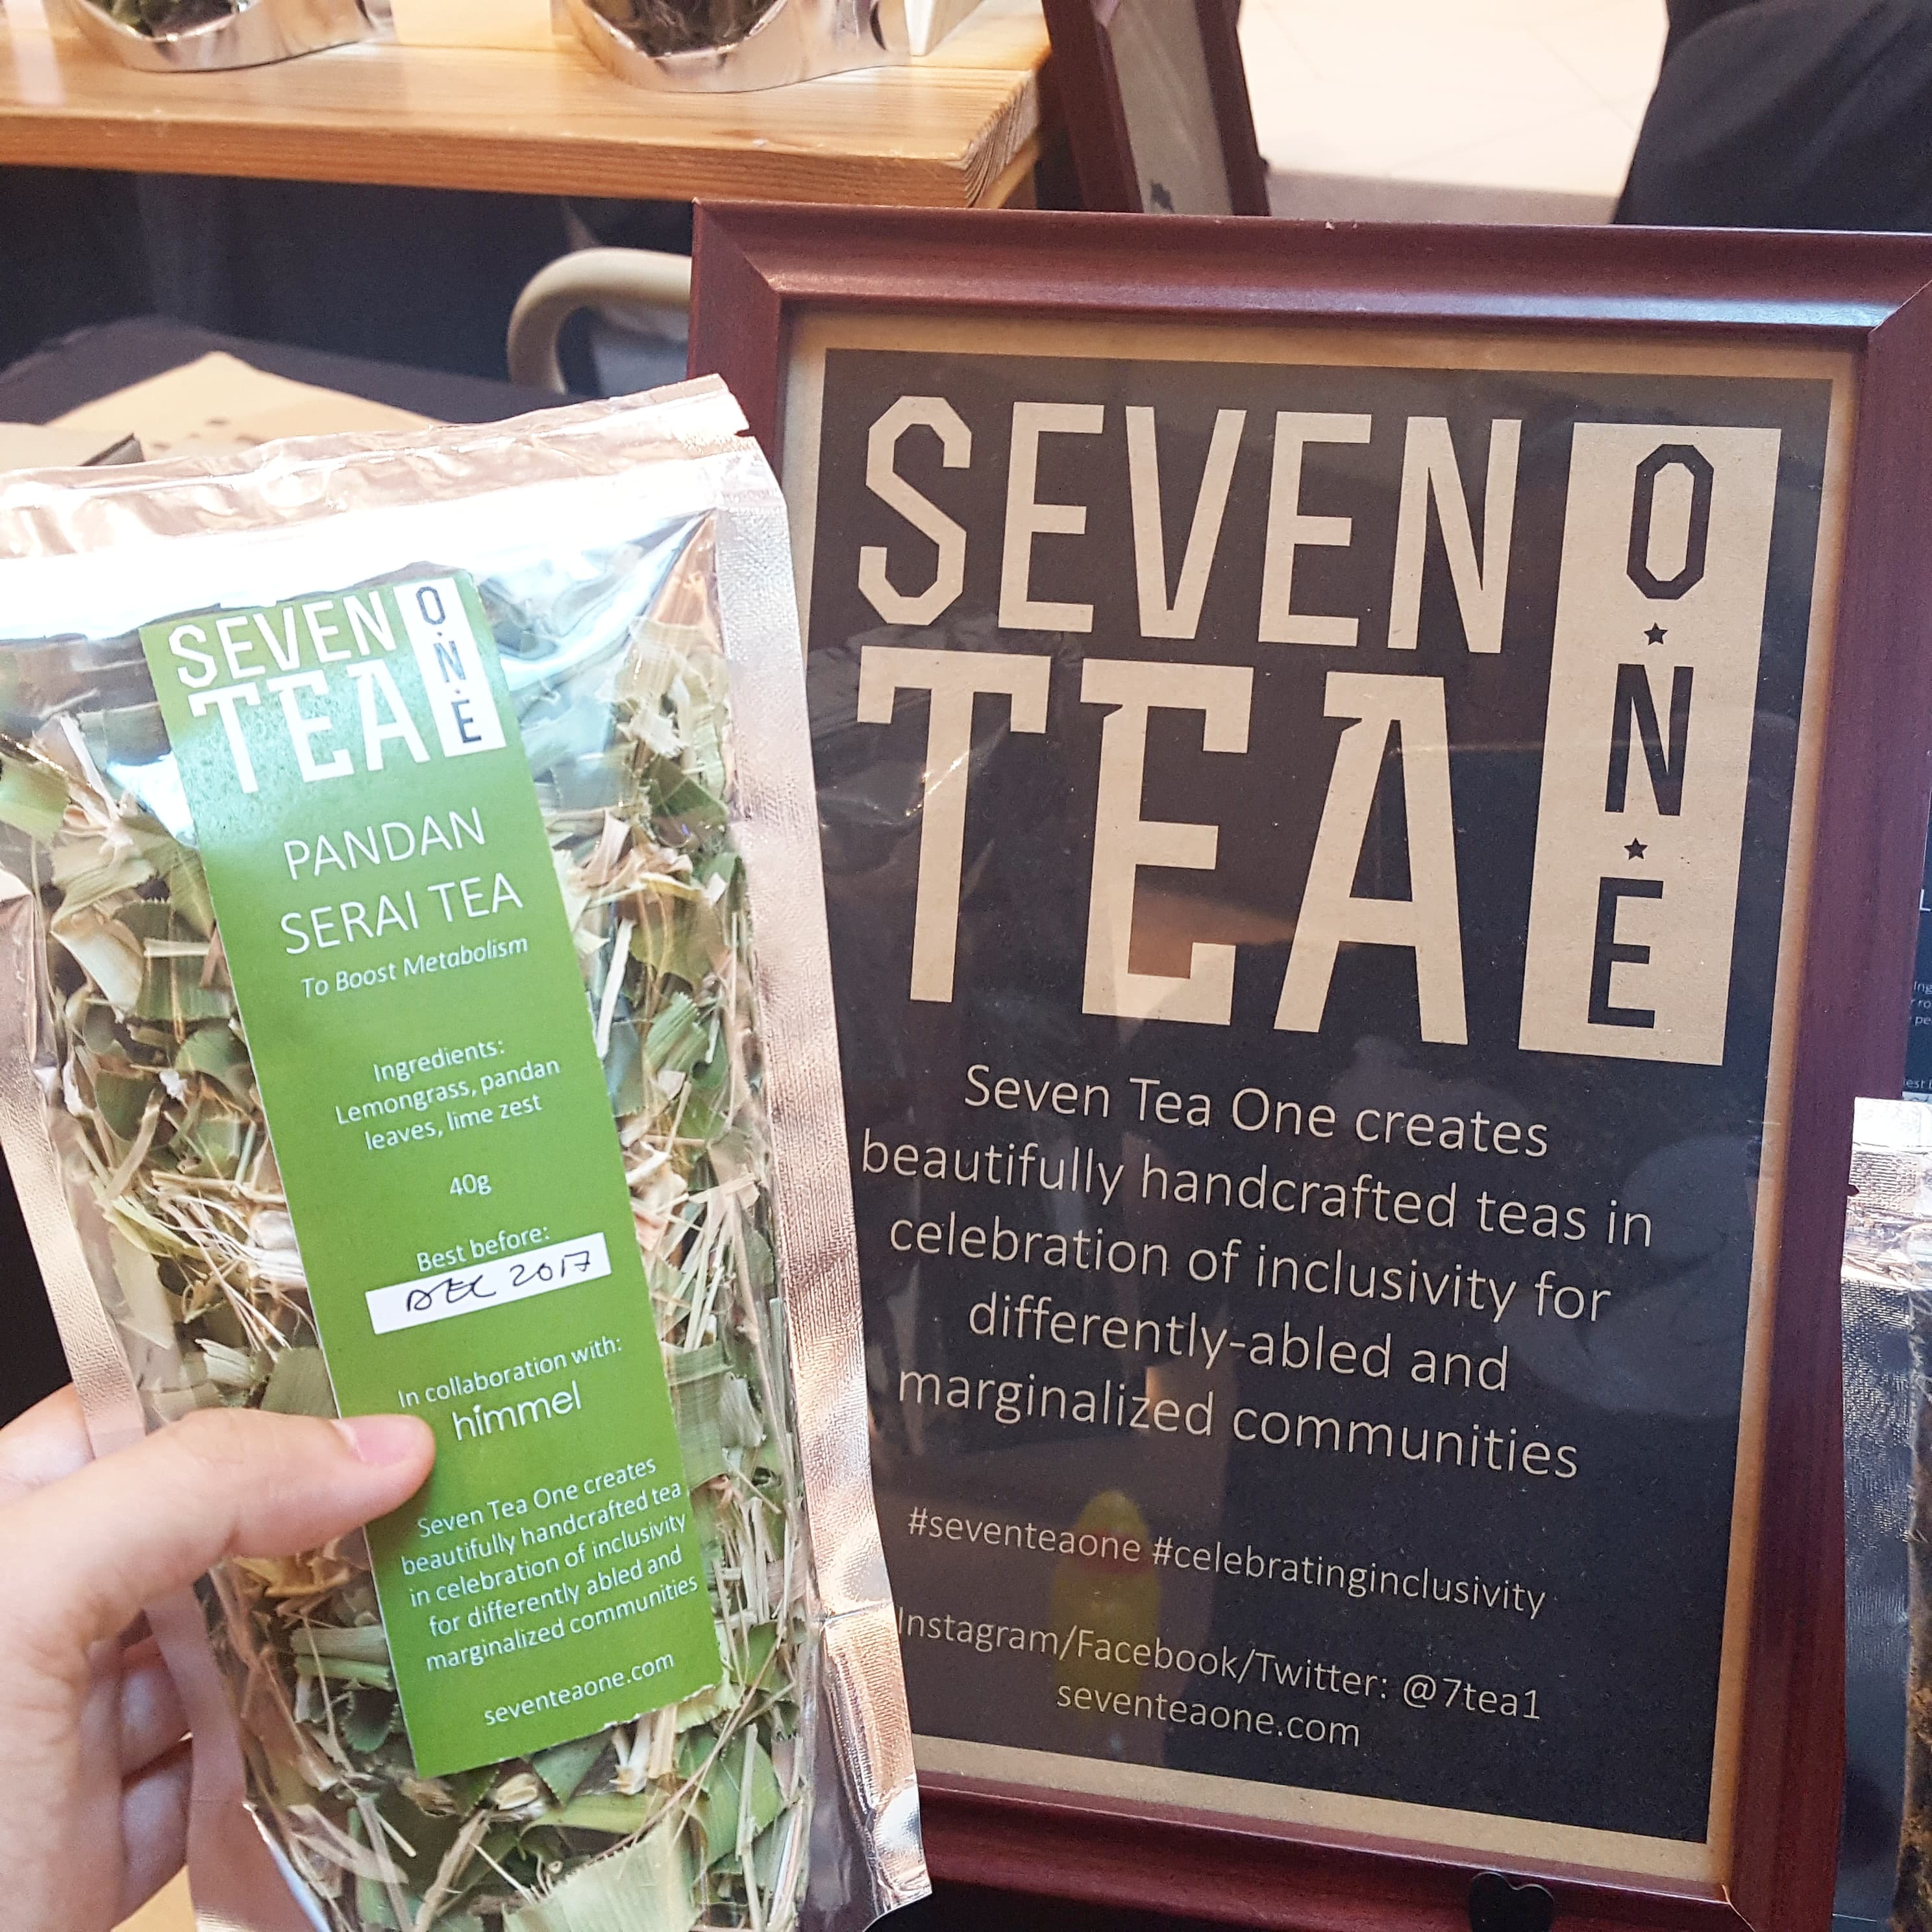 SEVEN
TEA
O.N.E
PANDAN
SERAI TEA
To Boost Metabolism
Ingredients:
Lemongrass, pandan
leaves, lime zest
40g
Best before:
DEC 2017
In collaboration with:
himmel
Seven Tea One creates
beautifully handcrafted tea
in celebration of inclusivity
for differently abled and
marginalized communities
seventeaone.com
SEVEN
TEA
O★N★E
Seven Tea One creates
beautifully handcrafted teas in
celebration of inclusivity for
differently-abled and
marginalized communities
#seventeaone #celebratinginclusivity
Instagram/Facebook/Twitter: @7tea1
seventeaone.com